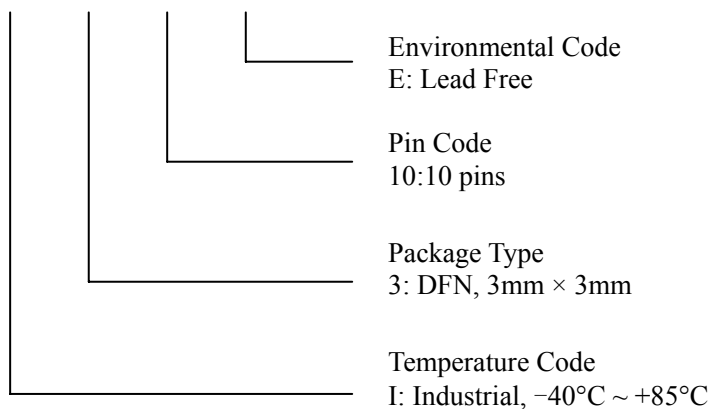 Environmental Code
E: Lead Free
Pin Code
10:10 pins
Package Type
3: DFN, 3mm × 3mm
Temperature Code
I: Industrial, −40°C ~ +85°C